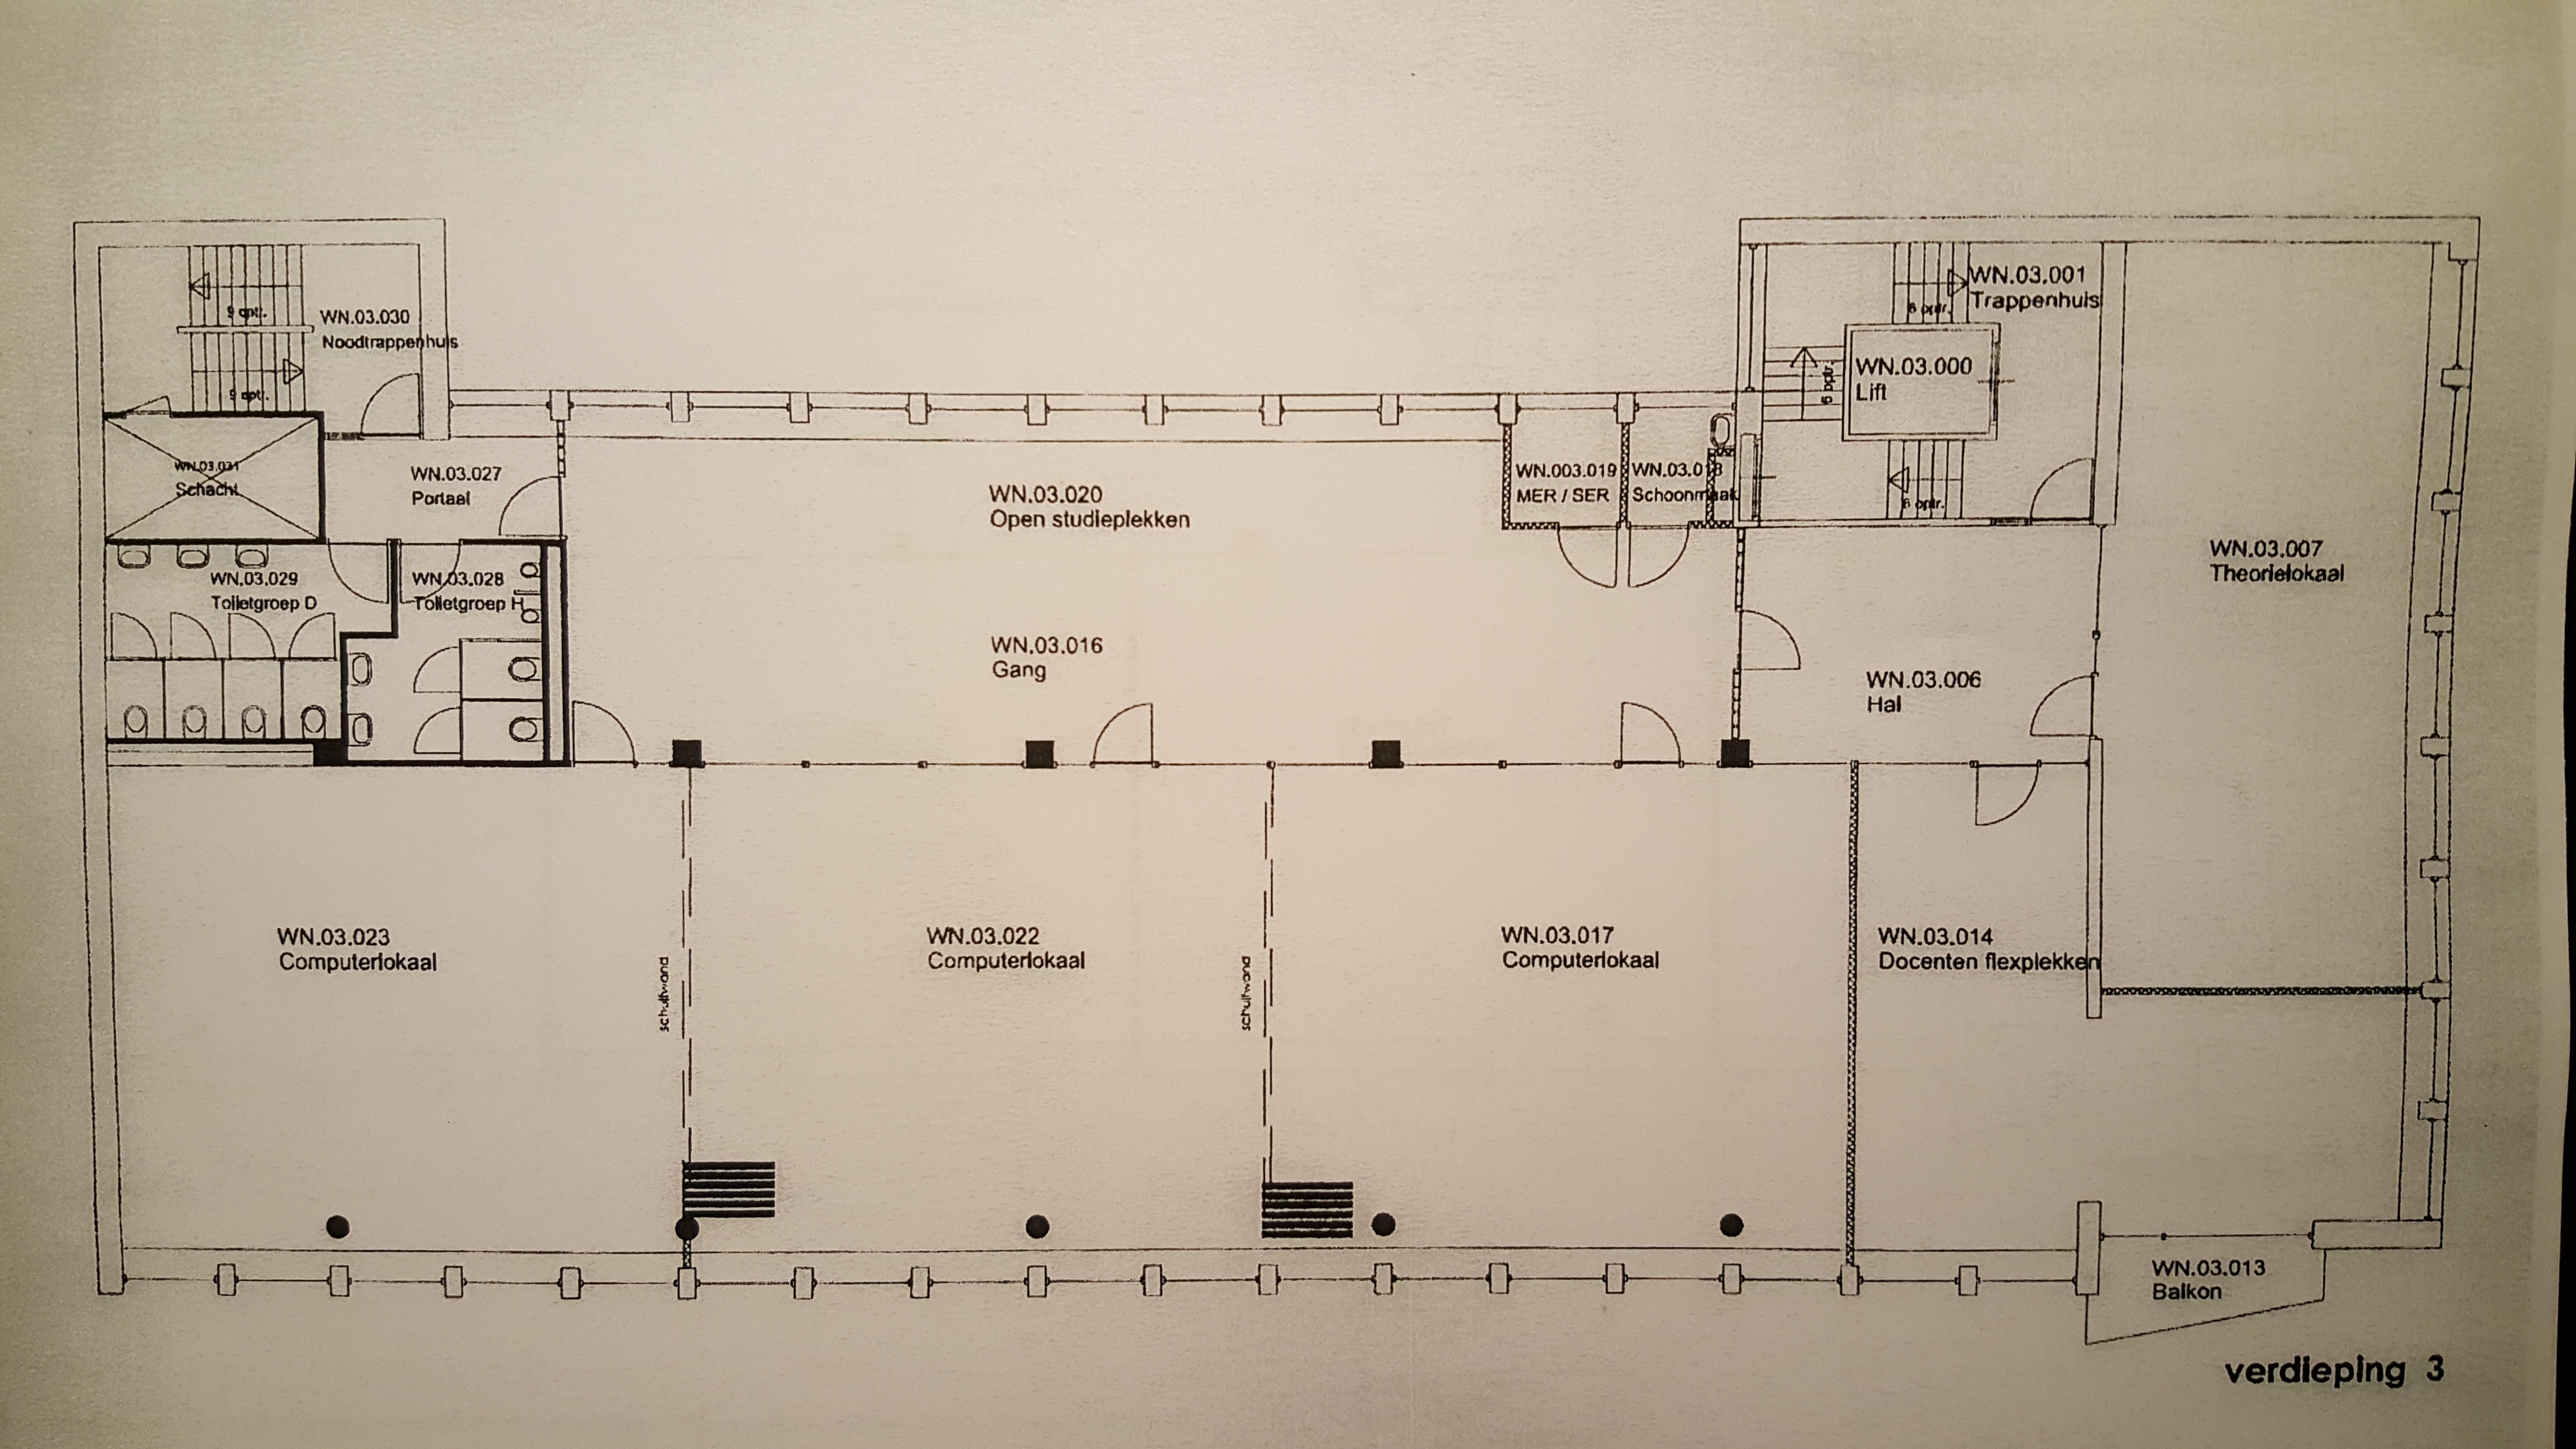 WN.03.030
Noodtrappenhuis
9 optr.
9 optr.
WN.03.031
Schacht
WN.03.027
Portaal
WN.03.029
Toiletgroep D
WN.03.028
Toiletgroep H
WN.03.001
Trappenhuis
6 optr.
WN.03.000
Lift
6 optr.
6 optr.
WN.003.019
MER / SER
WN.03.018
Schoonmaak
WN.03.020
Open studieplekken
WN.03.016
Gang
WN.03.007
Theorielokaal
WN.03.006
Hal
WN.03.023
Computerlokaal
schuifwand
WN.03.022
Computerlokaal
schuifwand
WN.03.017
Computerlokaal
WN.03.014
Docenten flexplekken
WN.03.013
Balkon
verdieping 3